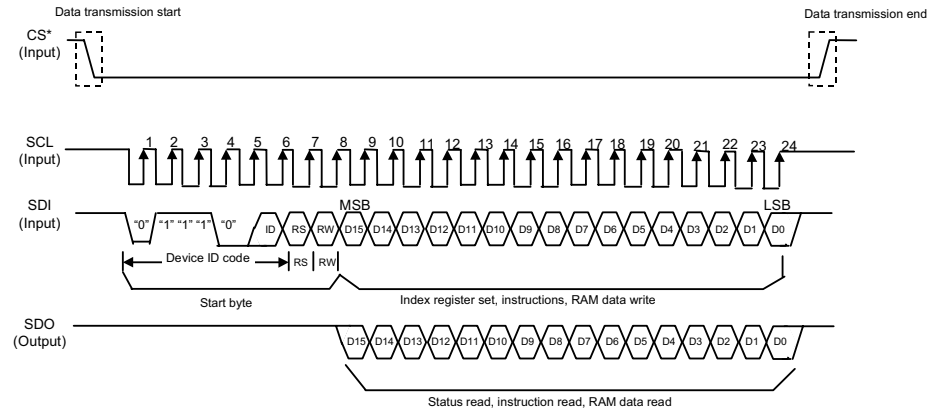 Data transmission start
Data transmission end
CS*
(Input)
SCL
(Input)
1 2 3 4 5 6 7 8 9 10 11 12 13 14 15 16 17 18 19 20 21 22 23 24
SDI
(Input)
MSB
LSB
“0” “1” “1” “1” “0” ID RS RW D15 D14 D13 D12 D11 D10 D9 D8 D7 D6 D5 D4 D3 D2 D1 D0
Device ID code RS RW
Start byte
Index register set, instructions, RAM data write
SDO
(Output)
D15 D14 D13 D12 D11 D10 D9 D8 D7 D6 D5 D4 D3 D2 D1 D0
Status read, instruction read, RAM data read